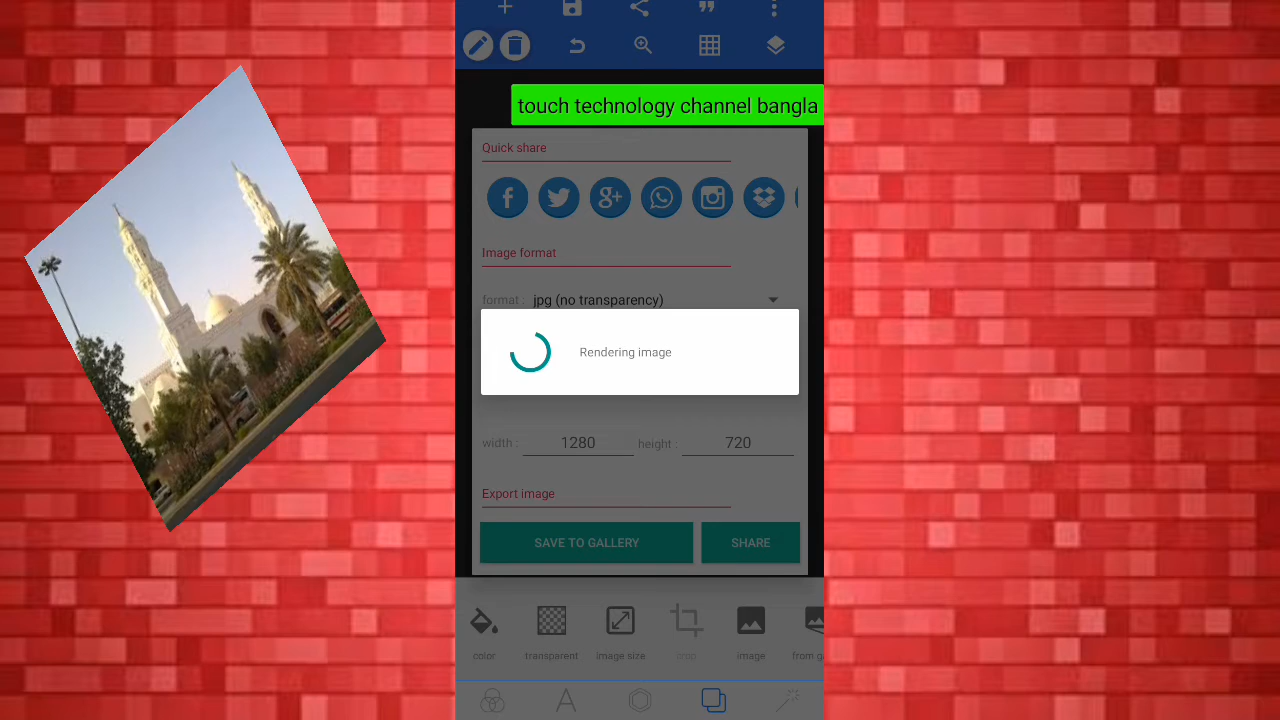 touch technology channel bangla
Quick share
Image format
format : jpg (no transparency)
Rendering image
width : 1280 height : 720
Export image
SAVE TO GALLERY SHARE
color transparent image size crop image from ga